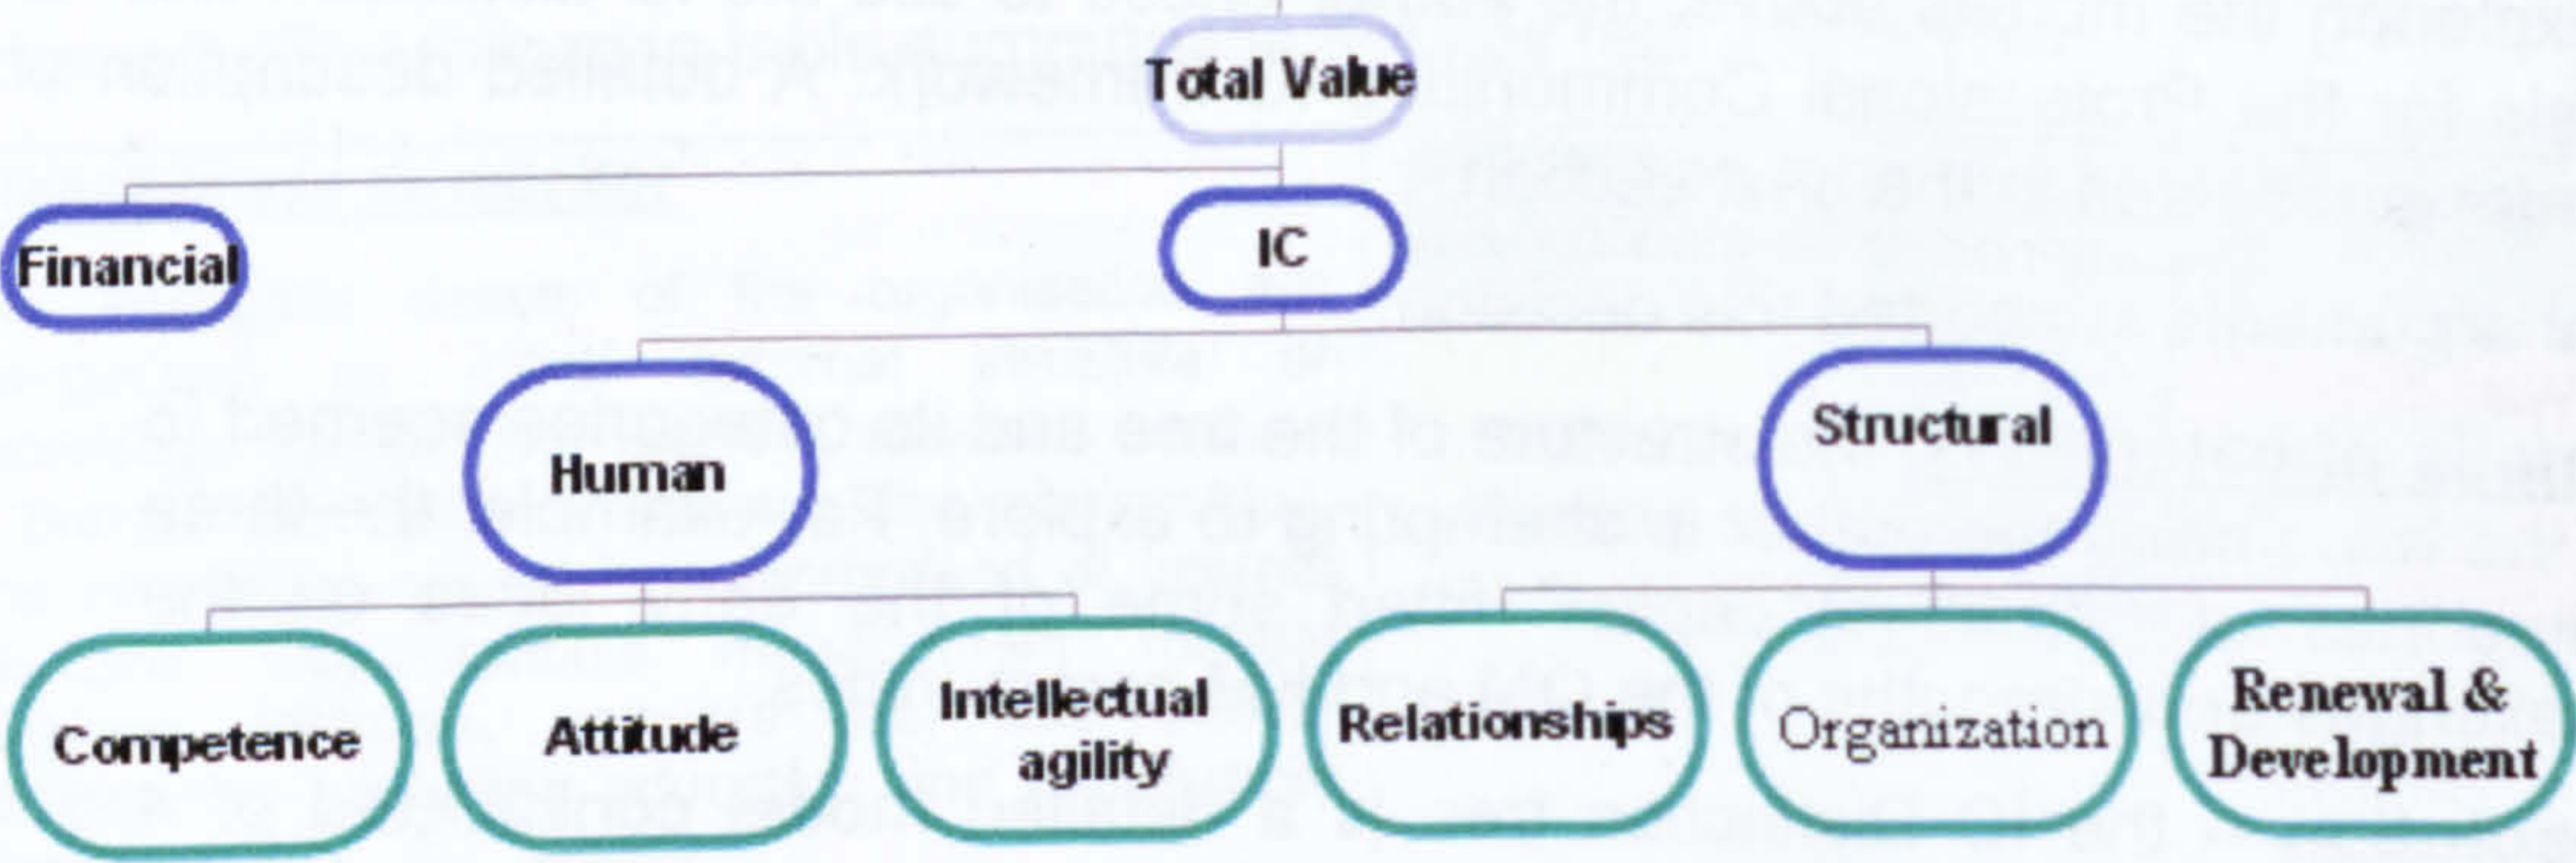 Total Value
Financial
IC
Human
Structural
Competence
Attitude
Intellectual
agility
Relationships
Organization
Renewal &
Development